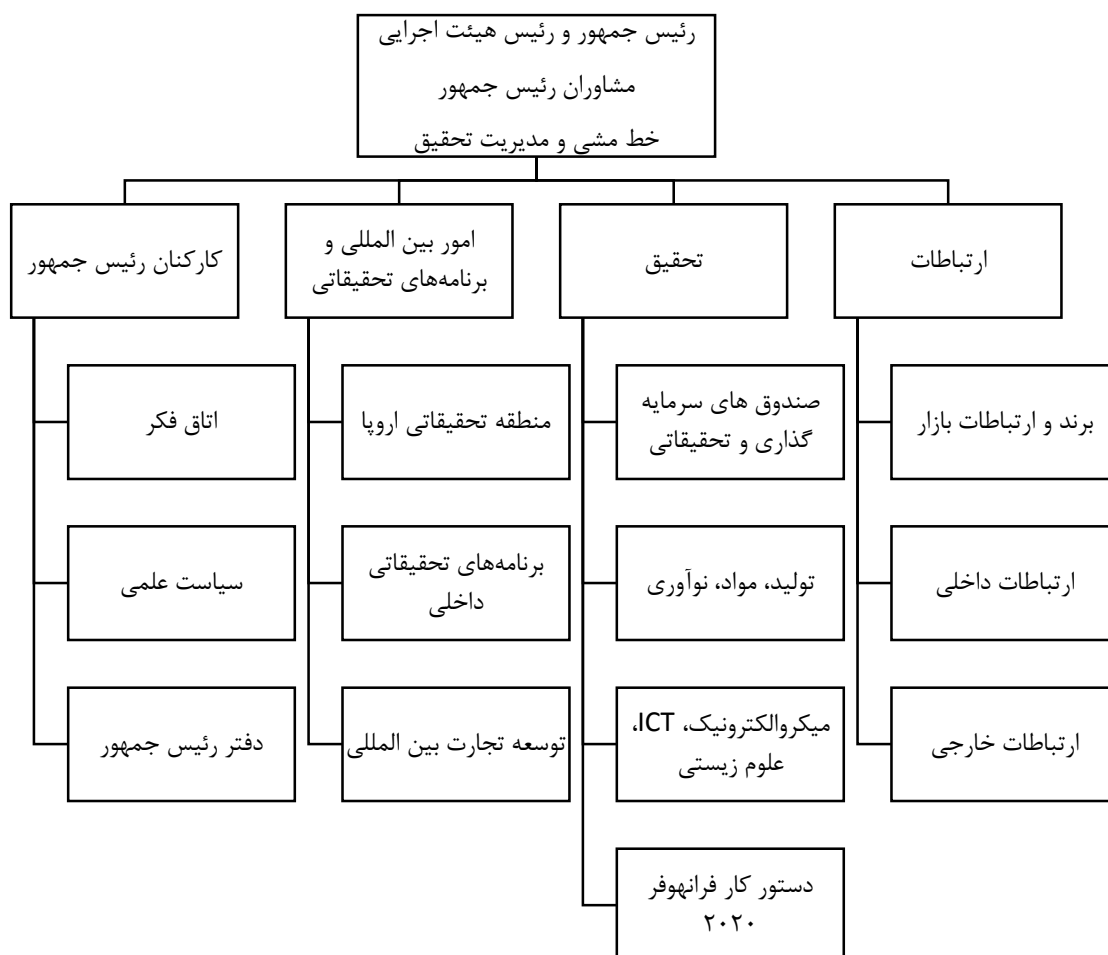 رئیس جمهور و رئیس هیئت اجرایی
مشاوران رئیس جمهور
خط مشی و مدیریت تحقیق
ارتباطات
تحقیق
امور بین المللی و
برنامه‌های تحقیقاتی
کارکنان رئیس جمهور
برند و ارتباطات بازار
صندوق های سرمایه
گذاری و تحقیقاتی
منطقه تحقیقاتی اروپا
اتاق فکر
ارتباطات داخلی
تولید، مواد، نوآوری
برنامه‌های تحقیقاتی
داخلی
سیاست علمی
ارتباطات خارجی
میکروالکترونیک، ICT،
علوم زیستی
توسعه تجارت بین المللی
دفتر رئیس جمهور
دستور کار فرانهوفر
۲۰۲۰